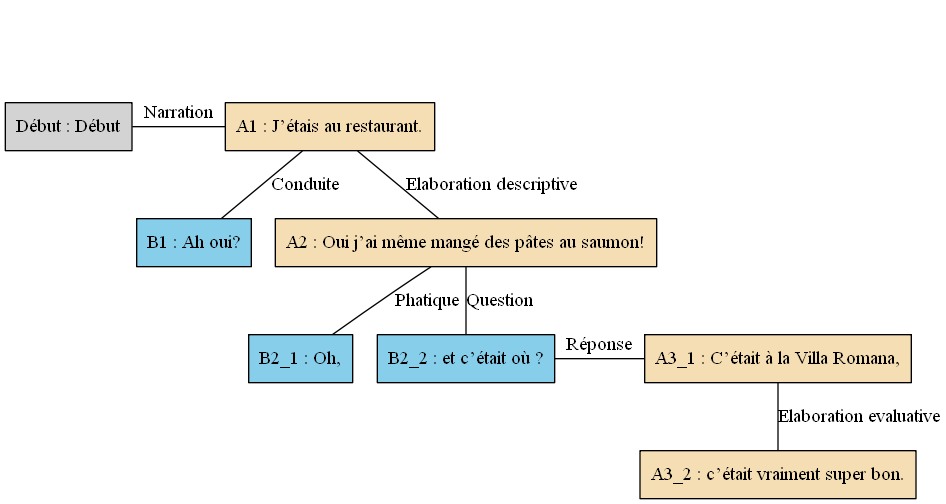 Début : Début
Narration
A1 : J’étais au restaurant.
Conduite
Elaboration descriptive
B1 : Ah oui?
A2 : Oui j’ai même mangé des pâtes au saumon!
Phatique
Question
B2_1 : Oh,
B2_2 : et c’était où ?
Réponse
A3_1 : C’était à la Villa Romana,
Elaboration evaluative
A3_2 : c’était vraiment super bon.